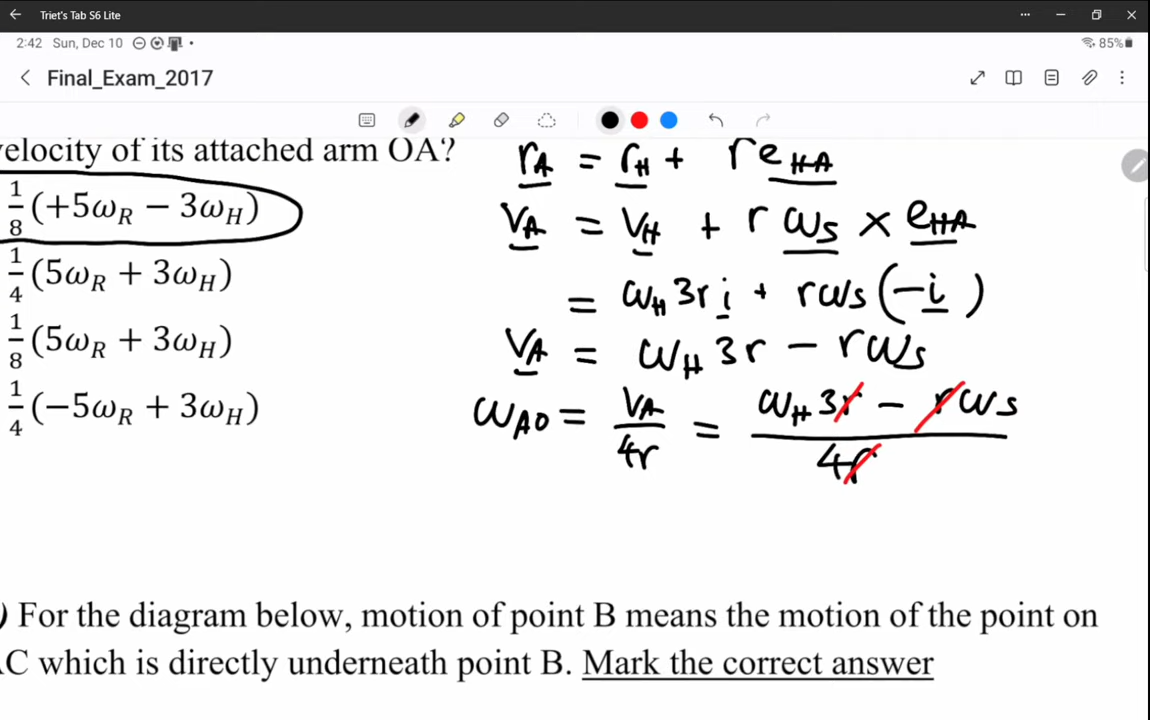 Triet's Tab S6 Lite
2:42 Sun, Dec 10 85%
Final_Exam_2017
velocity of its attached arm OA?
1/8 (+5ω_R − 3ω_H)
1/4 (5ω_R + 3ω_H)
1/8 (5ω_R + 3ω_H)
1/4 (−5ω_R + 3ω_H)
r_A = r_H + r e_HA
V_A = V_H + r ω_S × e_HA
= ω_H 3r i + rω_S (−i)
V_A = ω_H 3r − rω_S
ω_AO = V_A/4r = (ω_H 3r − rω_S)/4r
) For the diagram below, motion of point B means the motion of the point on
AC which is directly underneath point B. Mark the correct answer